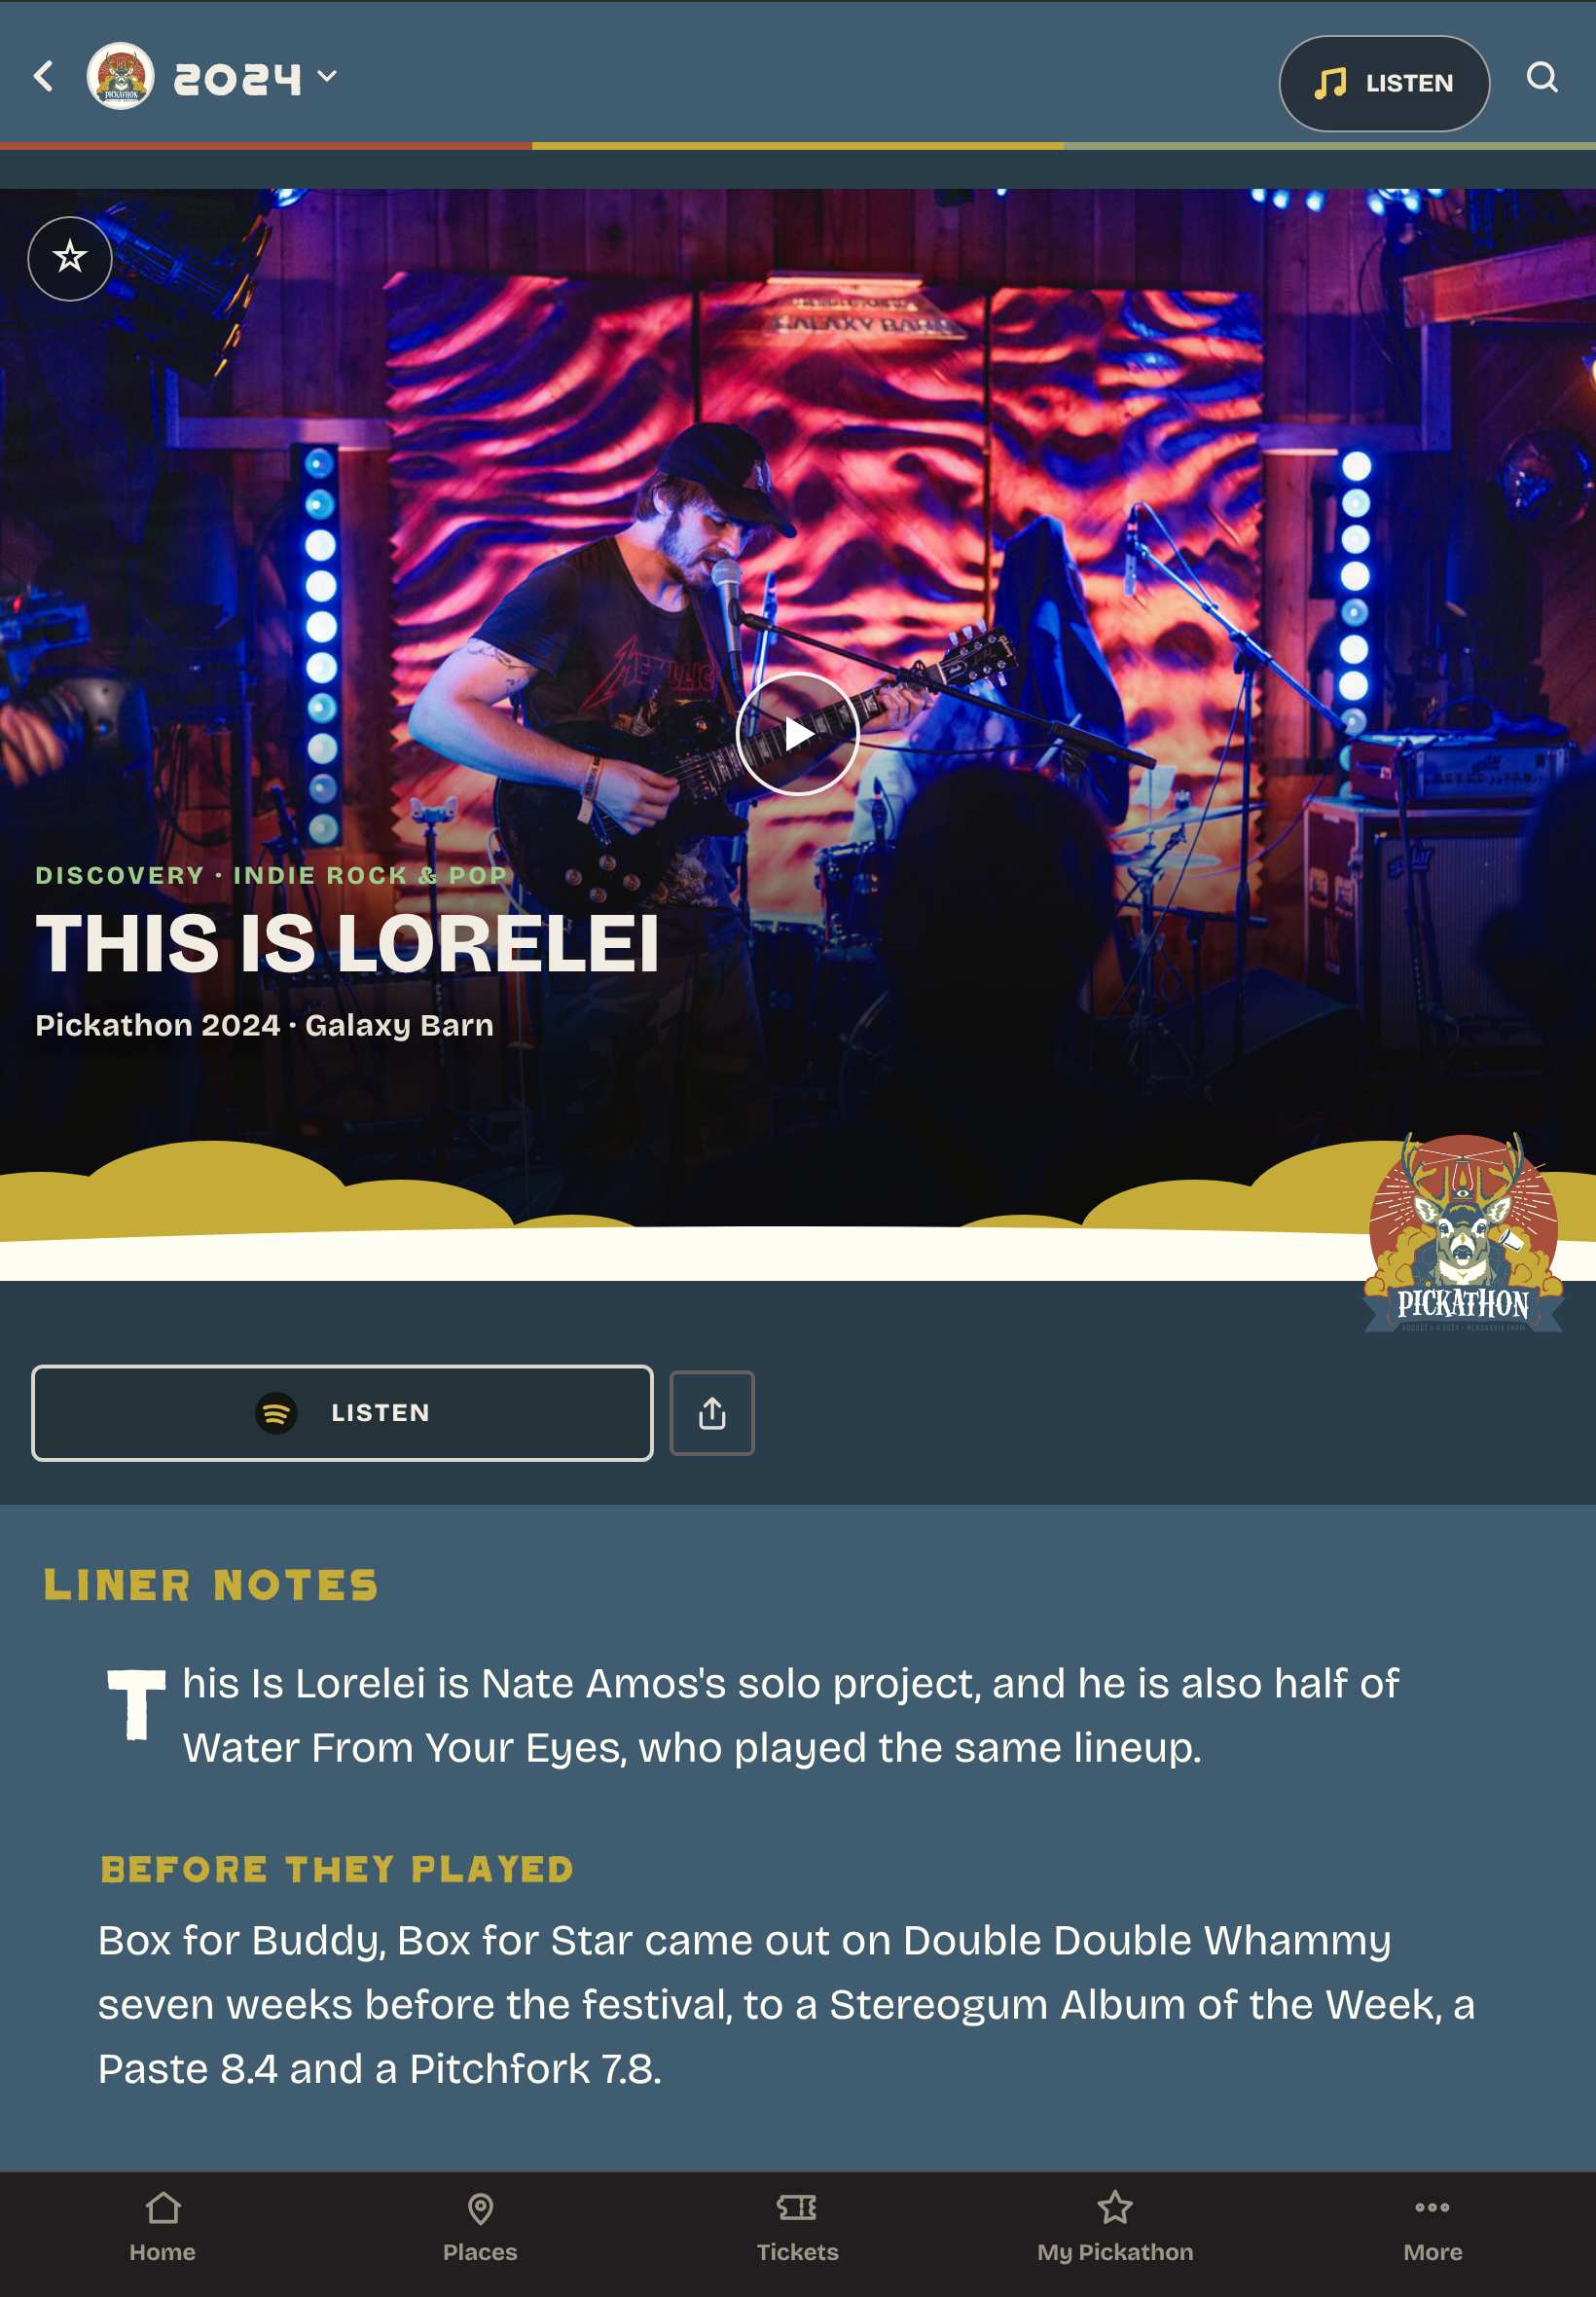 2024
LISTEN
GALAXY BARN
METALLICA
DISCOVERY · INDIE ROCK & POP
THIS IS LORELEI
Pickathon 2024 · Galaxy Barn
PICKATHON
LISTEN
LINER NOTES
This Is Lorelei is Nate Amos's solo project, and he is also half of
Water From Your Eyes, who played the same lineup.
BEFORE THEY PLAYED
Box for Buddy, Box for Star came out on Double Double Whammy
seven weeks before the festival, to a Stereogum Album of the Week, a
Paste 8.4 and a Pitchfork 7.8.
Home
Places
Tickets
My Pickathon
More